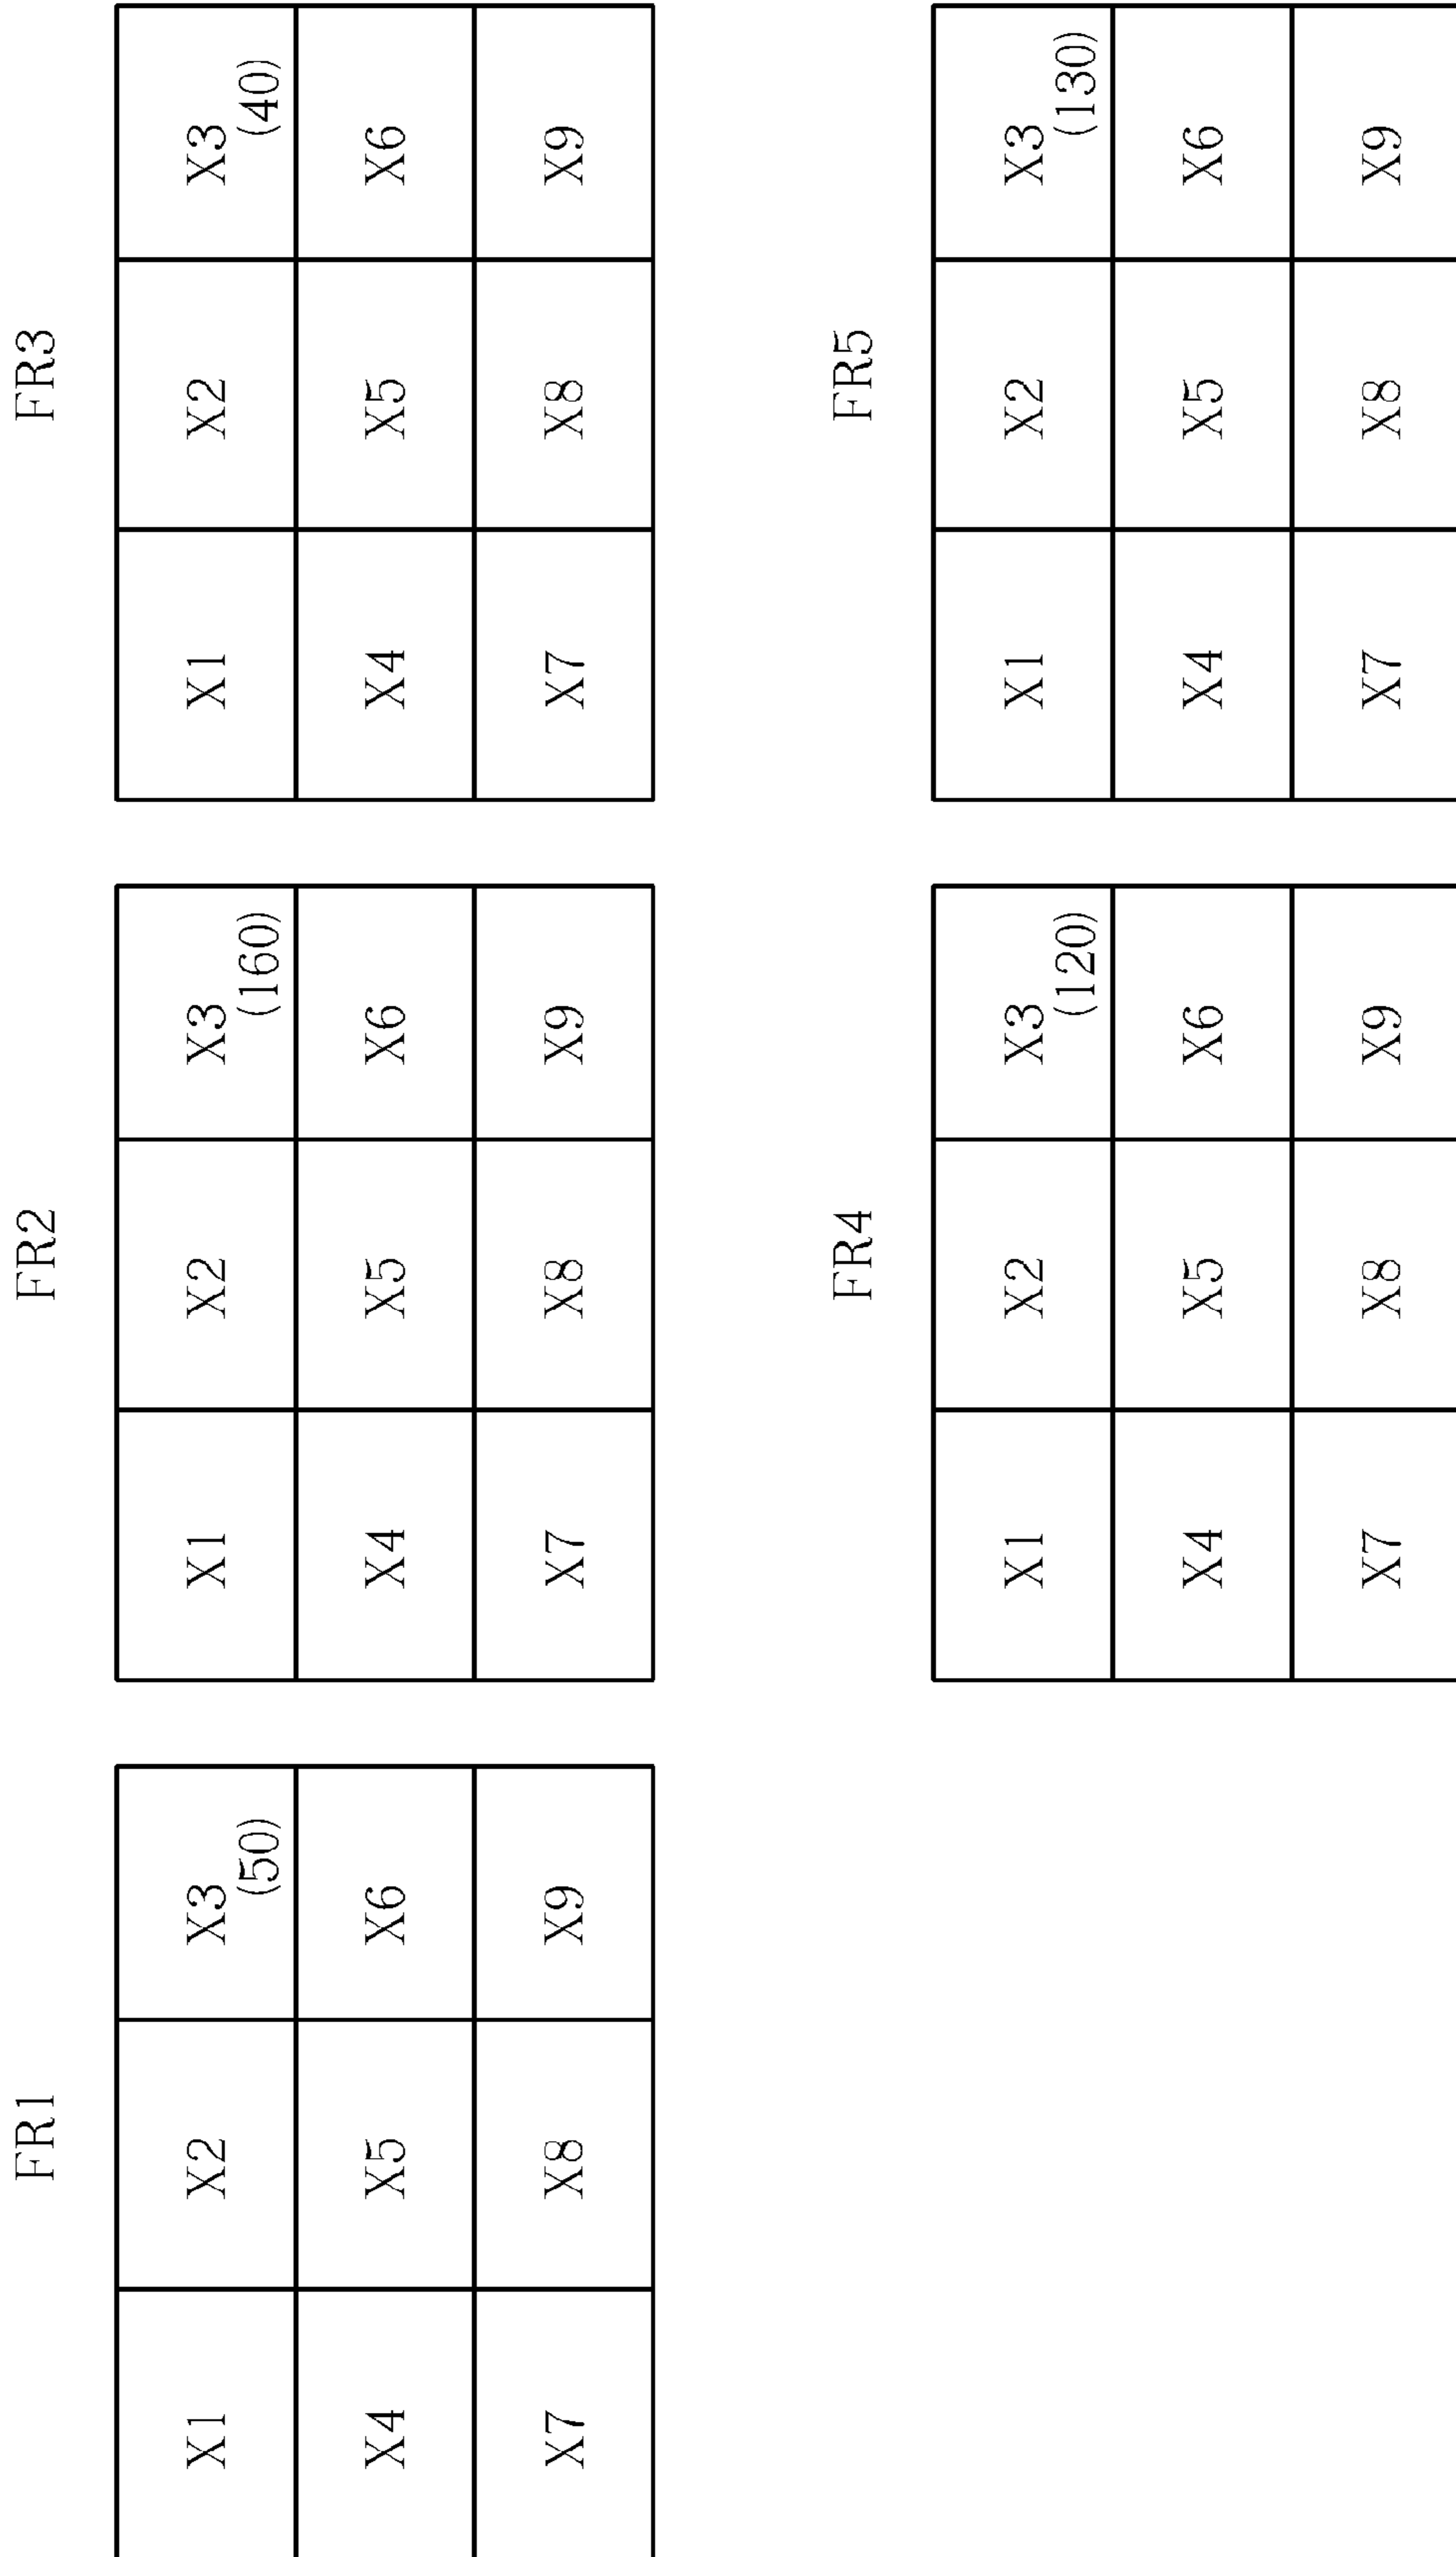 FR1
X1 X2 X3
(50)
X4 X5 X6
X7 X8 X9
FR2
X1 X2 X3
(160)
X4 X5 X6
X7 X8 X9
FR3
X1 X2 X3
(40)
X4 X5 X6
X7 X8 X9
FR4
X1 X2 X3
(120)
X4 X5 X6
X7 X8 X9
FR5
X1 X2 X3
(130)
X4 X5 X6
X7 X8 X9